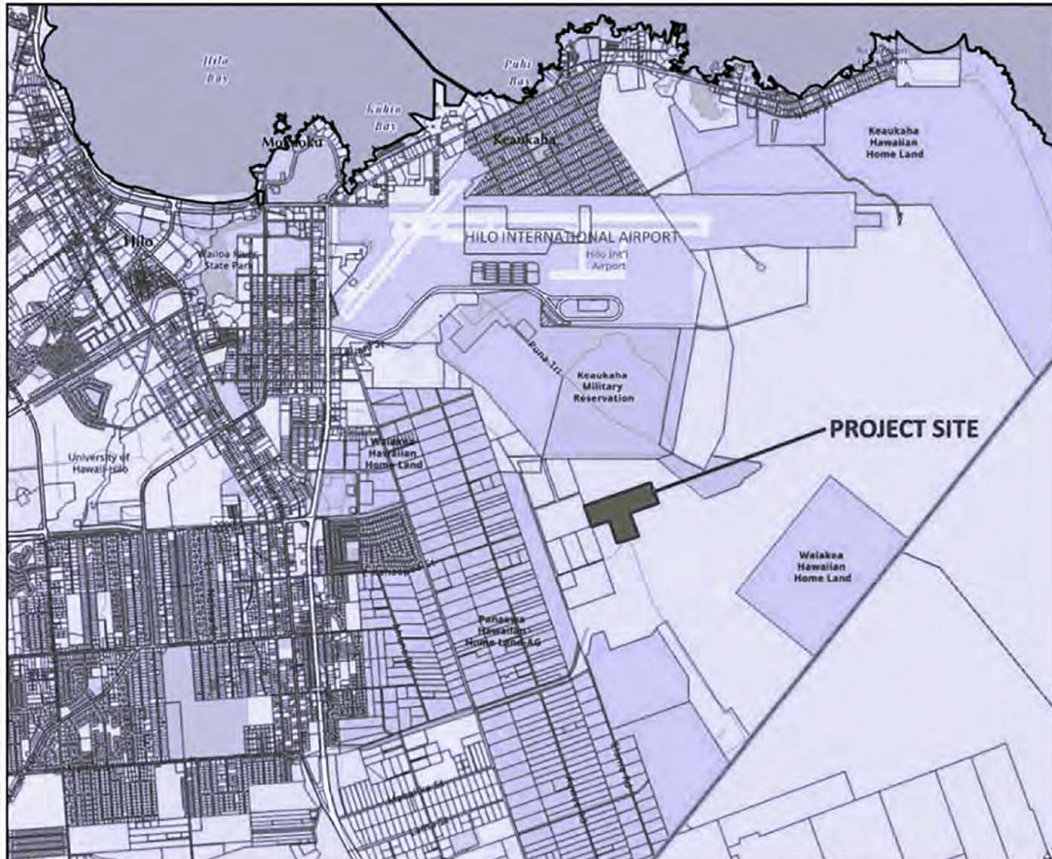 Hilo
Bay
Puhi
Bay
Kuhio
Bay
Keaukaha
Keaukaha
Hawaiian
Home Land
HILO INTERNATIONAL AIRPORT
Hilo Int'l
Airport
Hilo
Wailoa River
State Park
Puna Trl
Keaukaha
Military
Reservation
PROJECT SITE
Waiakea
Hawaiian
Home Land
University of
Hawaii-Hilo
Waiakea
Hawaiian
Home Land
Panaewa
Hawaiian
Home Land-AG